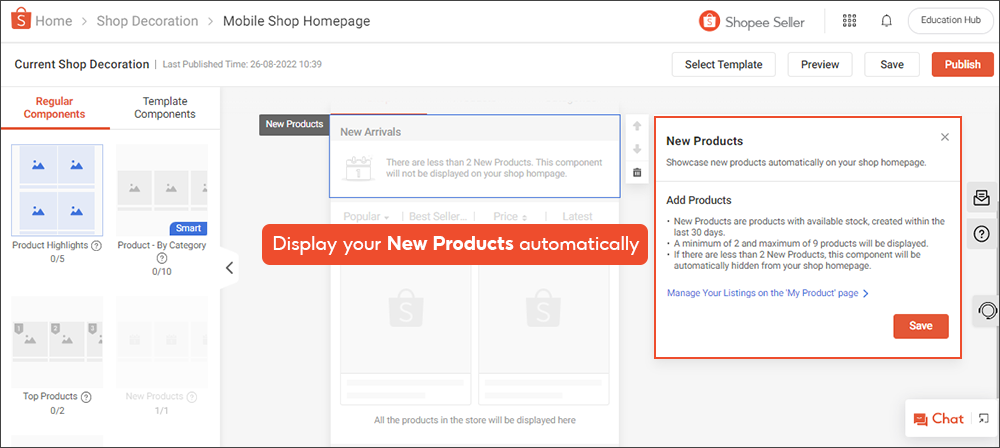 Home > Shop Decoration > Mobile Shop Homepage
Shopee Seller
Education Hub
Current Shop Decoration | Last Published Time: 26-08-2022 10:39
Select Template
Preview
Save
Publish
Regular Components
Template Components
Product Highlights ?
0/5
Smart
Product - By Category ?
0/10
1 2 3
Top Products ?
0/2
New Products ?
1/1
New Products
New Arrivals
There are less than 2 New Products. This component
will not be displayed on your shop homepage.
Popular | Best Seller... | Price | Latest
Display your New Products automatically
All the products in the store will be displayed here
New Products
Showcase new products automatically on your shop homepage.
Add Products
• New Products are products with available stock, created within the
last 30 days.
• A minimum of 2 and maximum of 9 products will be displayed.
• If there are less than 2 New Products, this component will be
automatically hidden from your shop homepage.
Manage Your Listings on the 'My Product' page >
Save
Chat